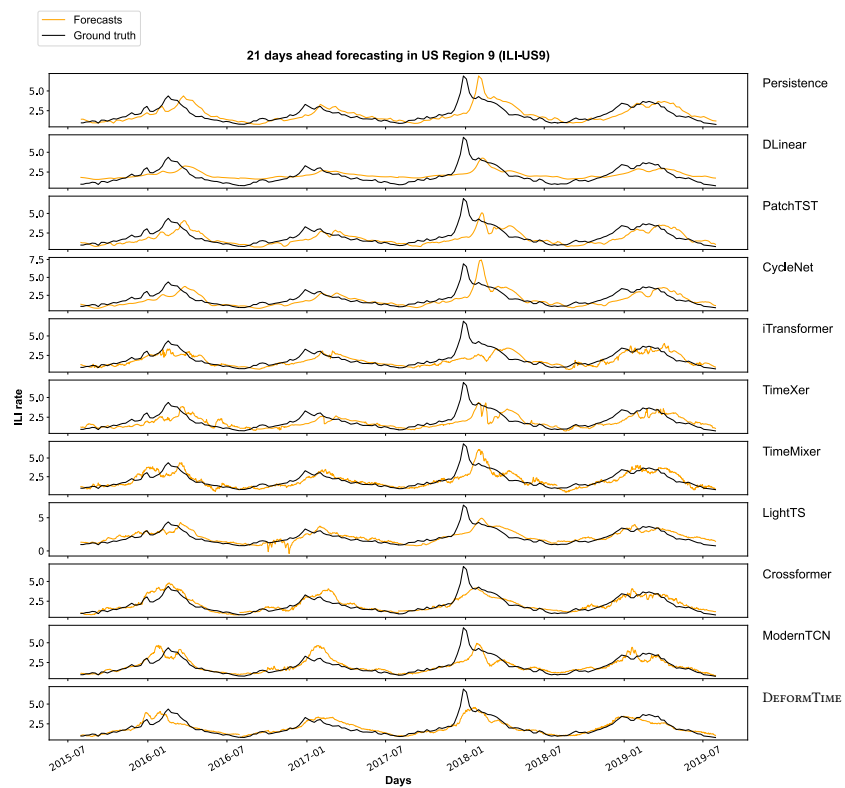 Forecasts
Ground truth
21 days ahead forecasting in US Region 9 (ILI-US9)
5.0
2.5
Persistence
5.0
2.5
DLinear
5.0
2.5
PatchTST
7.5
5.0
2.5
CycleNet
5.0
2.5
iTransformer
5.0
2.5
TimeXer
ILI rate
5.0
2.5
TimeMixer
5
0
LightTS
5.0
2.5
Crossformer
5.0
2.5
ModernTCN
5.0
2.5
DEFORMTIME
2015-07
2016-01
2016-07
2017-01
2017-07
2018-01
2018-07
2019-01
2019-07
Days